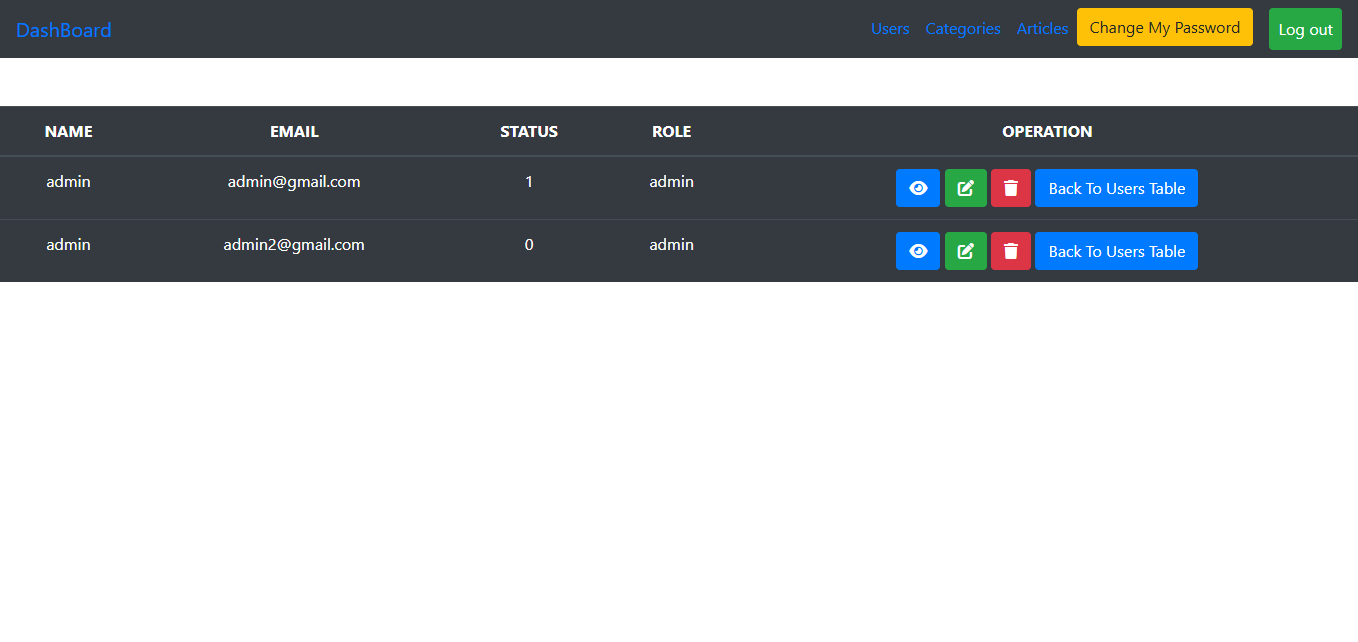 DashBoard Users Categories Articles Change My Password Log out
NAME EMAIL STATUS ROLE OPERATION
admin admin@gmail.com 1 admin Back To Users Table
admin admin2@gmail.com 0 admin Back To Users Table